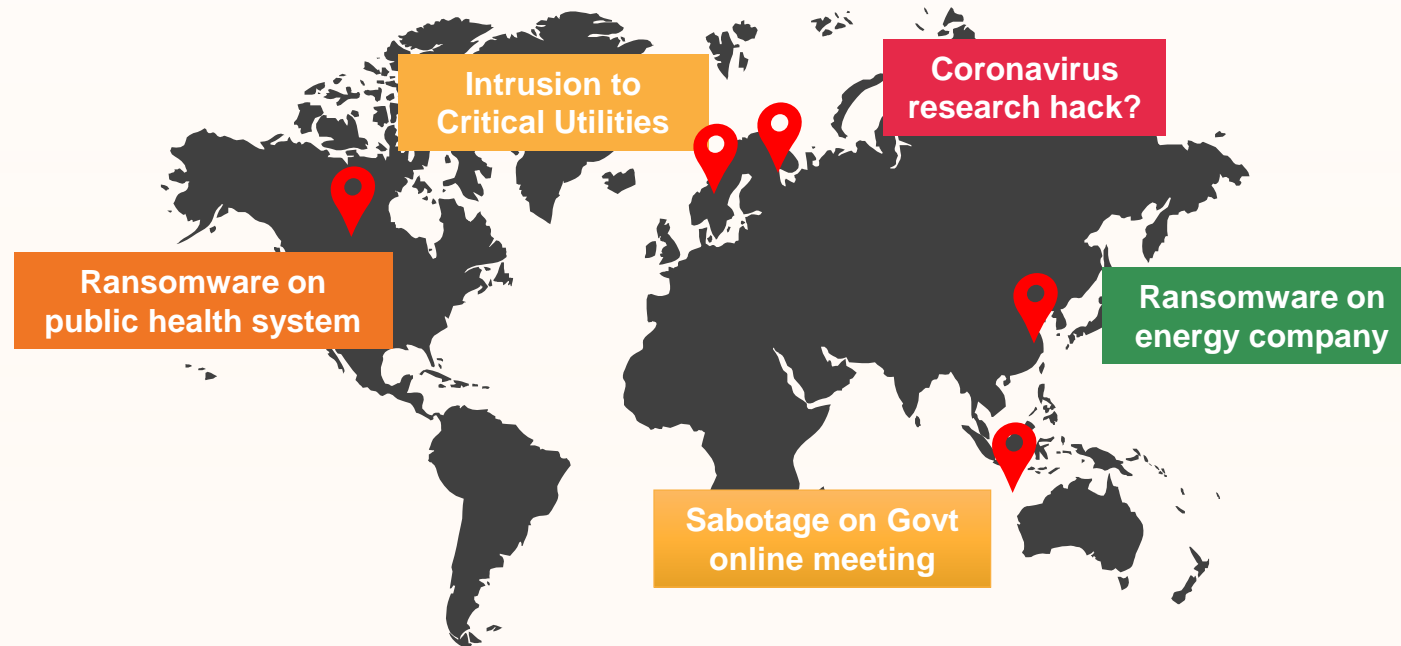 Intrusion to
Critical Utilities
Coronavirus
research hack?
Ransomware on
public health system
Ransomware on
energy company
Sabotage on Govt
online meeting